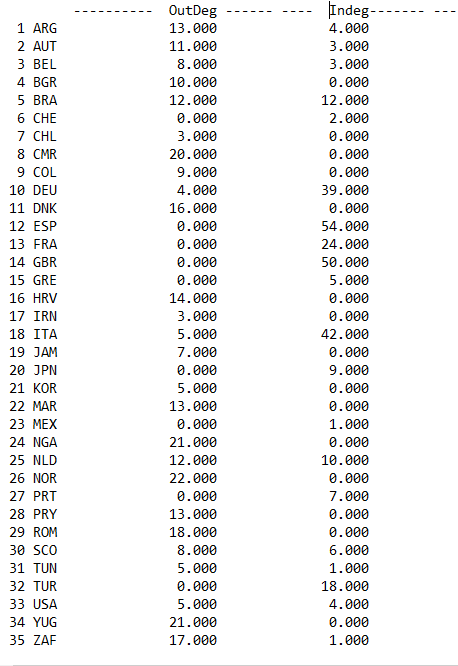 ---------- OutDeg ------ ---- Indeg------- ---
1 ARG 13.000 4.000
2 AUT 11.000 3.000
3 BEL 8.000 3.000
4 BGR 10.000 0.000
5 BRA 12.000 12.000
6 CHE 0.000 2.000
7 CHL 3.000 0.000
8 CMR 20.000 0.000
9 COL 9.000 0.000
10 DEU 4.000 39.000
11 DNK 16.000 0.000
12 ESP 0.000 54.000
13 FRA 0.000 24.000
14 GBR 0.000 50.000
15 GRE 0.000 5.000
16 HRV 14.000 0.000
17 IRN 3.000 0.000
18 ITA 5.000 42.000
19 JAM 7.000 0.000
20 JPN 0.000 9.000
21 KOR 5.000 0.000
22 MAR 13.000 0.000
23 MEX 0.000 1.000
24 NGA 21.000 0.000
25 NLD 12.000 10.000
26 NOR 22.000 0.000
27 PRT 0.000 7.000
28 PRY 13.000 0.000
29 ROM 18.000 0.000
30 SCO 8.000 6.000
31 TUN 5.000 1.000
32 TUR 0.000 18.000
33 USA 5.000 4.000
34 YUG 21.000 0.000
35 ZAF 17.000 1.000